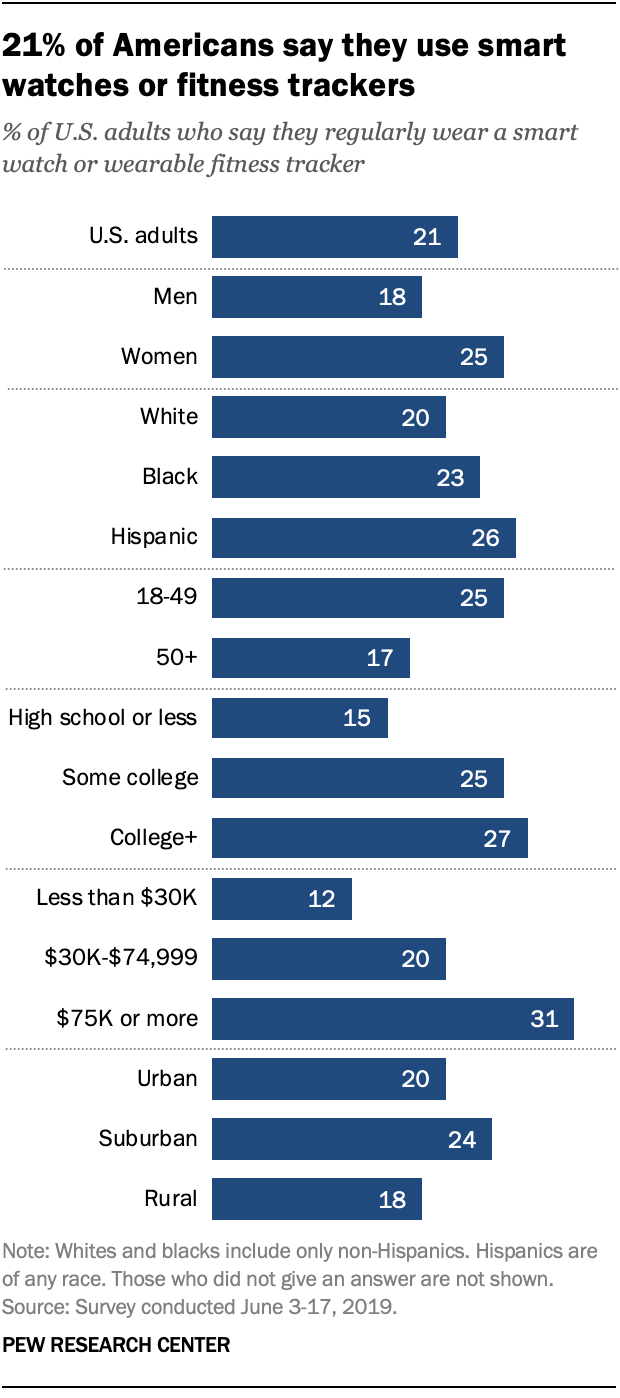 21% of Americans say they use smart
watches or fitness trackers
% of U.S. adults who say they regularly wear a smart
watch or wearable fitness tracker
U.S. adults 21
Men 18
Women 25
White 20
Black 23
Hispanic 26
18-49 25
50+ 17
High school or less 15
Some college 25
College+ 27
Less than $30K 12
$30K-$74,999 20
$75K or more 31
Urban 20
Suburban 24
Rural 18
Note: Whites and blacks include only non-Hispanics. Hispanics are
of any race. Those who did not give an answer are not shown.
Source: Survey conducted June 3-17, 2019.
PEW RESEARCH CENTER